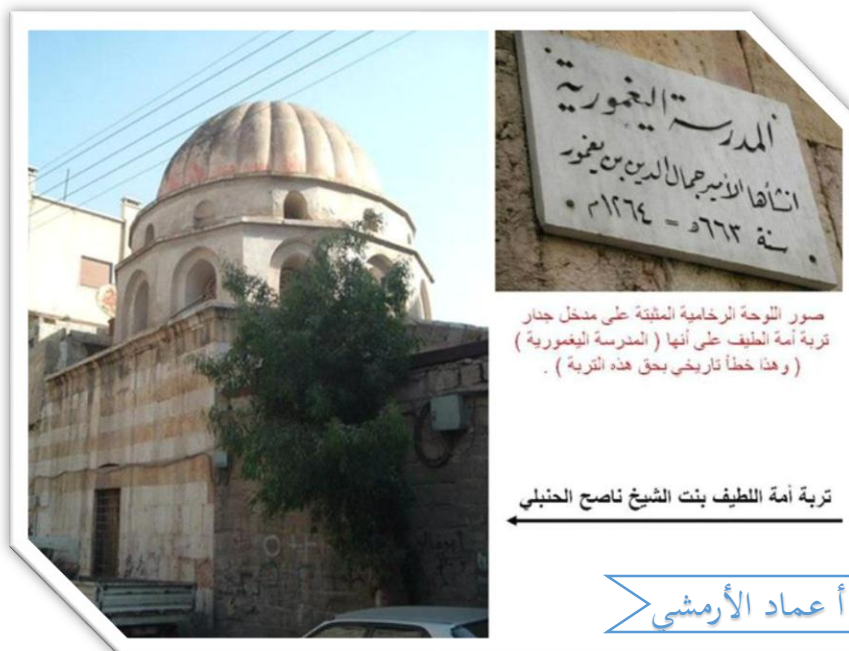 المدرسة اليغمورية
انشأها الأمير جمال الدين بن يغمور
سنة ٦٦٣هـ = ١٢٦٤م
صور اللوحة الرخامية المثبتة على مدخل جدار
تربة أمة الطيف على أنها ( المدرسة اليغمورية )
( وهذا خطأ تاريخي بحق هذه التربة ) .
تربة أمة اللطيف بنت الشيخ ناصح الحنبلي
أ عماد الأرمشي